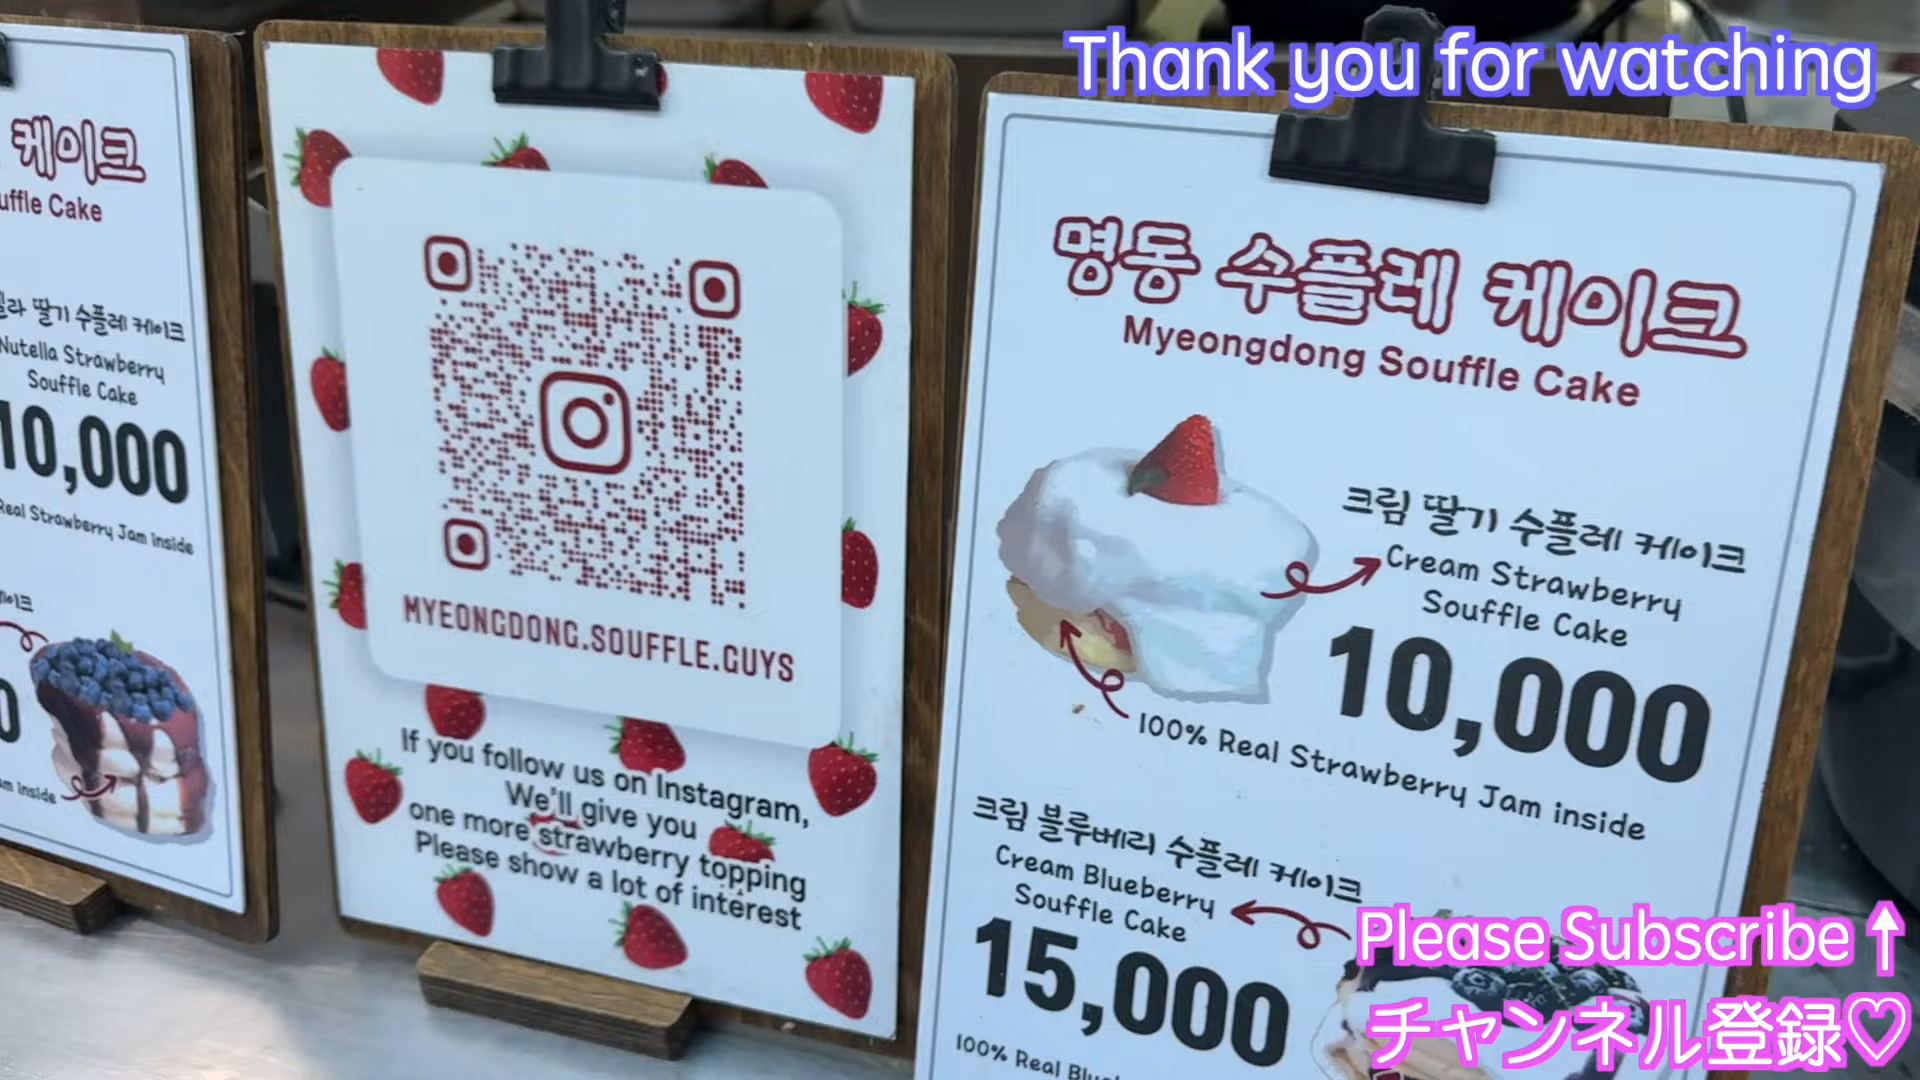 Thank you for watching
케이크
Cake
딸기 수플레 케이크
Nutella Strawberry
Souffle Cake
10,000
Real Strawberry Jam inside
inside
MYEONGDONG.SOUFFLE.GUYS
If you follow us on Instagram,
We'll give you
one more strawberry topping
Please show a lot of interest
명동 수플레 케이크
Myeongdong Souffle Cake
크림 딸기 수플레 케이크
Cream Strawberry
Souffle Cake
10,000
100% Real Strawberry Jam inside
크림 블루베리 수플레 케이크
Cream Blueberry
Souffle Cake
15,000
100% Real
Please Subscribe↑
チャンネル登録♡